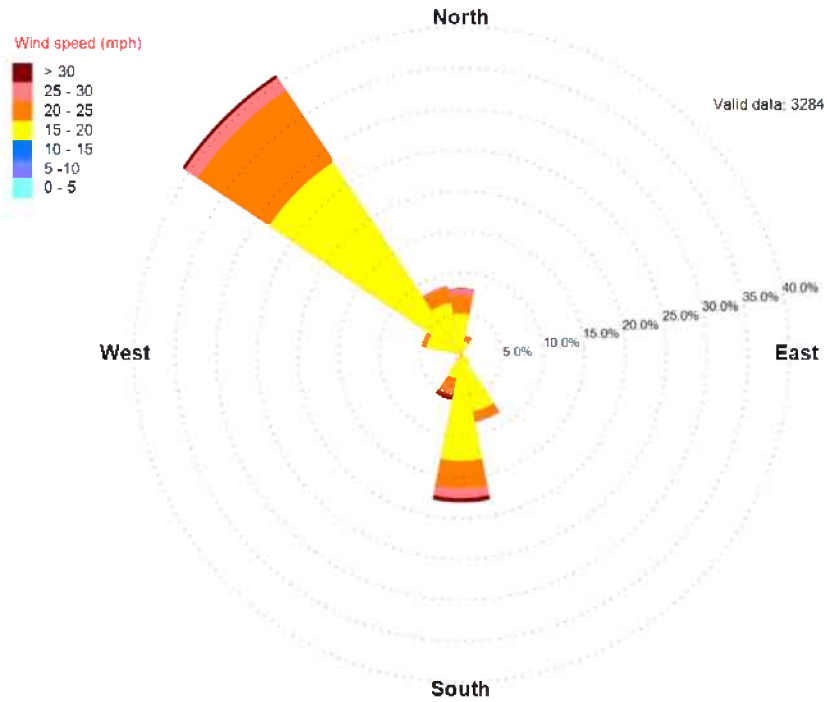 North
Wind speed (mph)
> 30
25 - 30
20 - 25
15 - 20
10 - 15
5 -10
0 - 5
Valid data: 3284
5.0% 10.0% 15.0% 20.0% 25.0% 30.0% 35.0% 40.0%
West
East
South